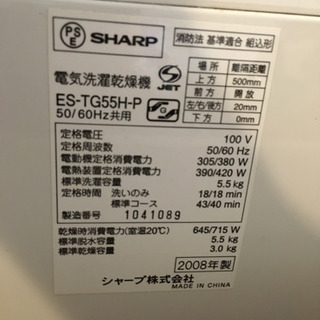 PS
E
SHARP
消防法 基準適合 組込形
電気洗濯乾燥機
JET
ES-TG55H-P
50/60Hz共用
場所 離隔距離
上方 500mm
前方 開放
左/右/後方 20mm
下方 0mm
定格電圧 100 V
定格周波数 50/60 Hz
電動機定格消費電力 305/380 W
電熱装置定格消費電力 390/420 W
標準洗濯容量 5.5 kg
定格時間 洗いのみ 18/18 min
標準コース 43/40 min
製造番号 1041089
乾燥時消費電力(室温20℃) 645/715 W
標準脱水容量 5.5 kg
標準乾燥容量 3.0 kg
2008年製
シャープ株式会社
MADE IN CHINA